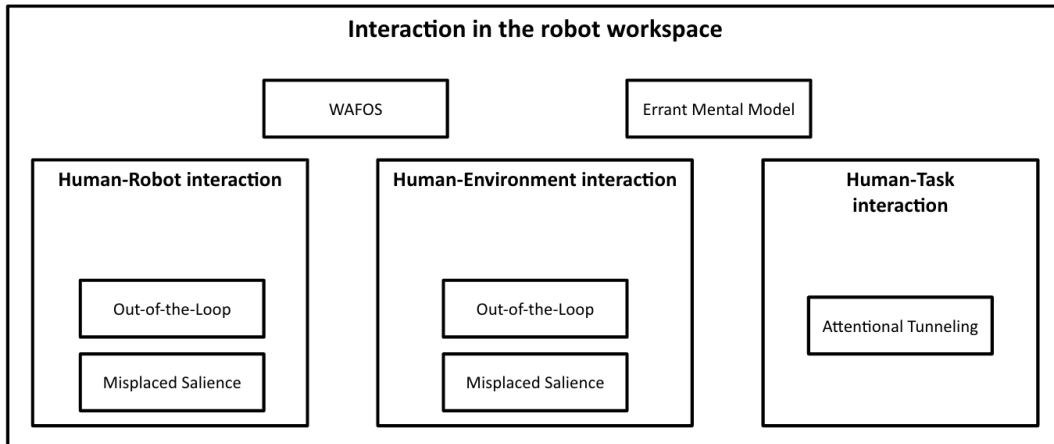 Interaction in the robot workspace
WAFOS
Errant Mental Model
Human-Robot interaction
Out-of-the-Loop
Misplaced Salience
Human-Environment interaction
Out-of-the-Loop
Misplaced Salience
Human-Task
interaction
Attentional Tunneling